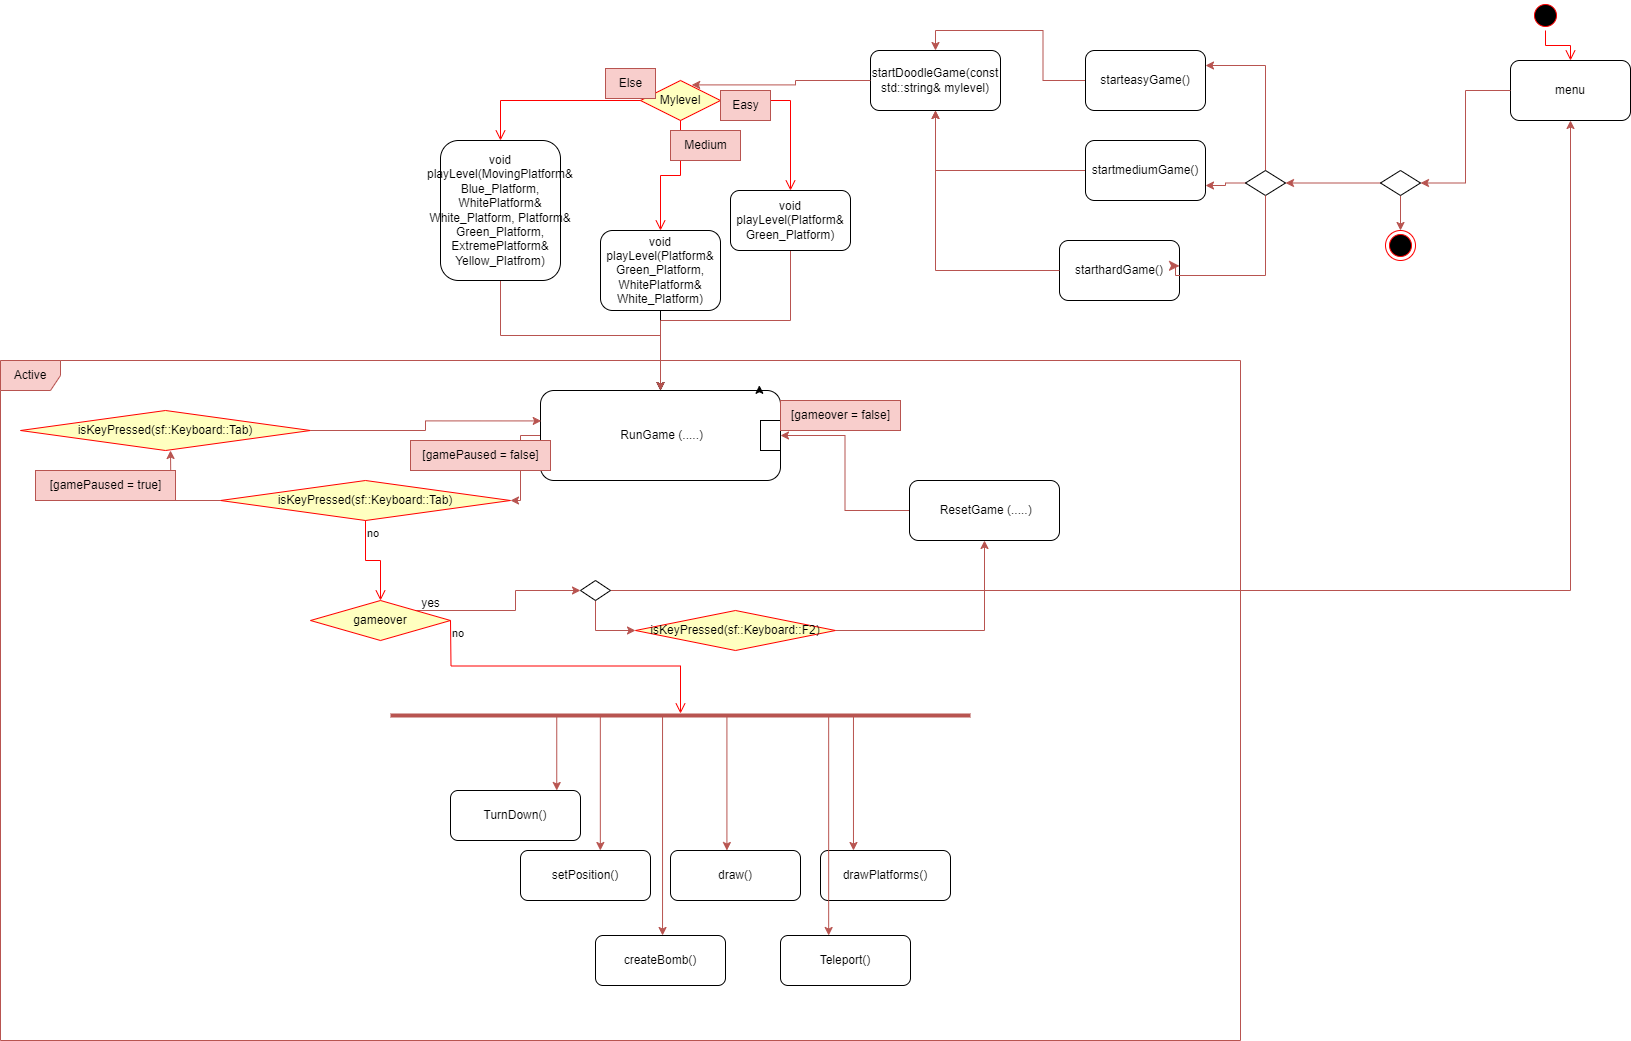 menu
starteasyGame()
startmediumGame()
starthardGame()
startDoodleGame(const
std::string& mylevel)
Else
Mylevel
Easy
Medium
void
playLevel(MovingPlatform&
Blue_Platform,
WhitePlatform&
White_Platform, Platform&
Green_Platform,
ExtremePlatform&
Yellow_Platfrom)
void
playLevel(Platform&
Green_Platform,
WhitePlatform&
White_Platform)
void
playLevel(Platform&
Green_Platform)
Active
isKeyPressed(sf::Keyboard::Tab)
RunGame (.....)
[gameover = false]
[gamePaused = false]
[gamePaused = true]
isKeyPressed(sf::Keyboard::Tab)
no
ResetGame (.....)
gameover
yes
no
isKeyPressed(sf::Keyboard::F2)
TurnDown()
setPosition()
draw()
drawPlatforms()
createBomb()
Teleport()